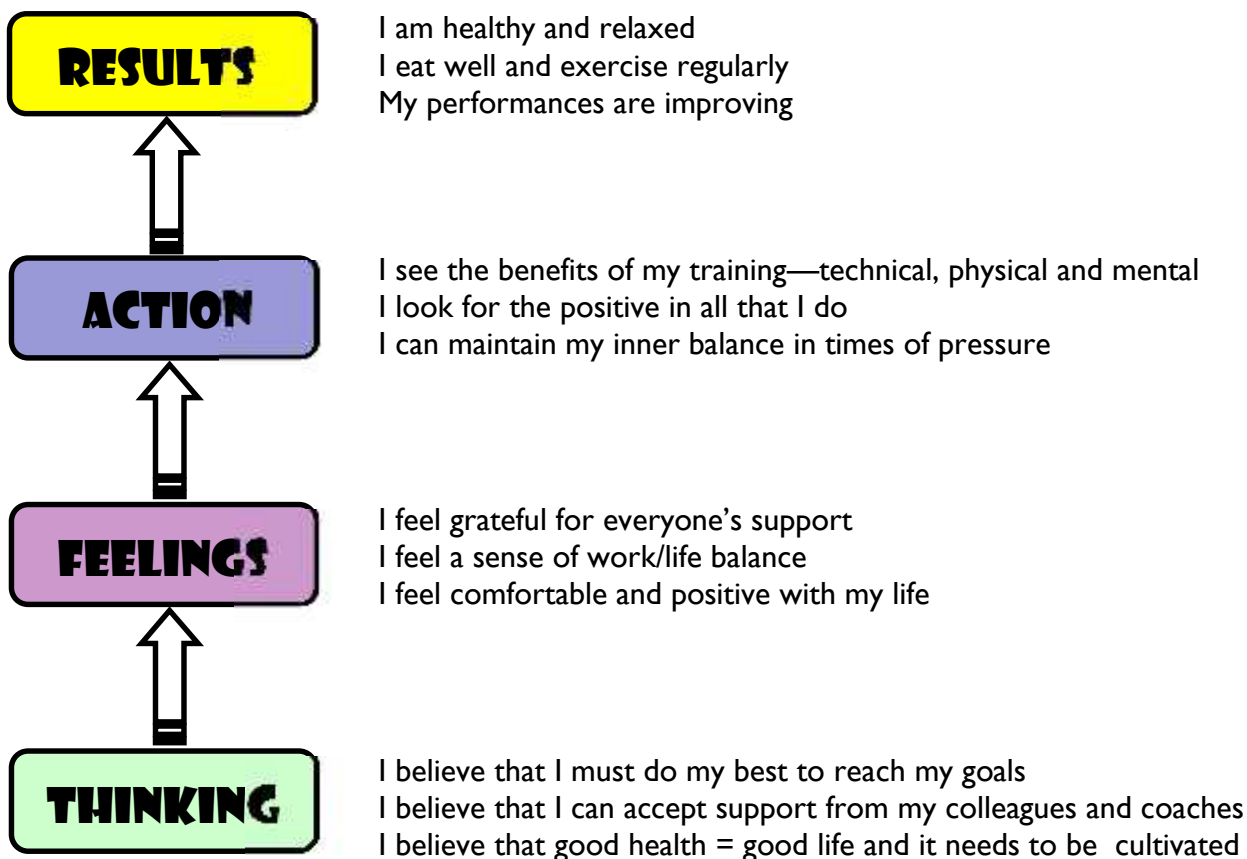 RESULTS
I am healthy and relaxed
I eat well and exercise regularly
My performances are improving
ACTION
I see the benefits of my training—technical, physical and mental
I look for the positive in all that I do
I can maintain my inner balance in times of pressure
FEELINGS
I feel grateful for everyone’s support
I feel a sense of work/life balance
I feel comfortable and positive with my life
THINKING
I believe that I must do my best to reach my goals
I believe that I can accept support from my colleagues and coaches
I believe that good health = good life and it needs to be  cultivated